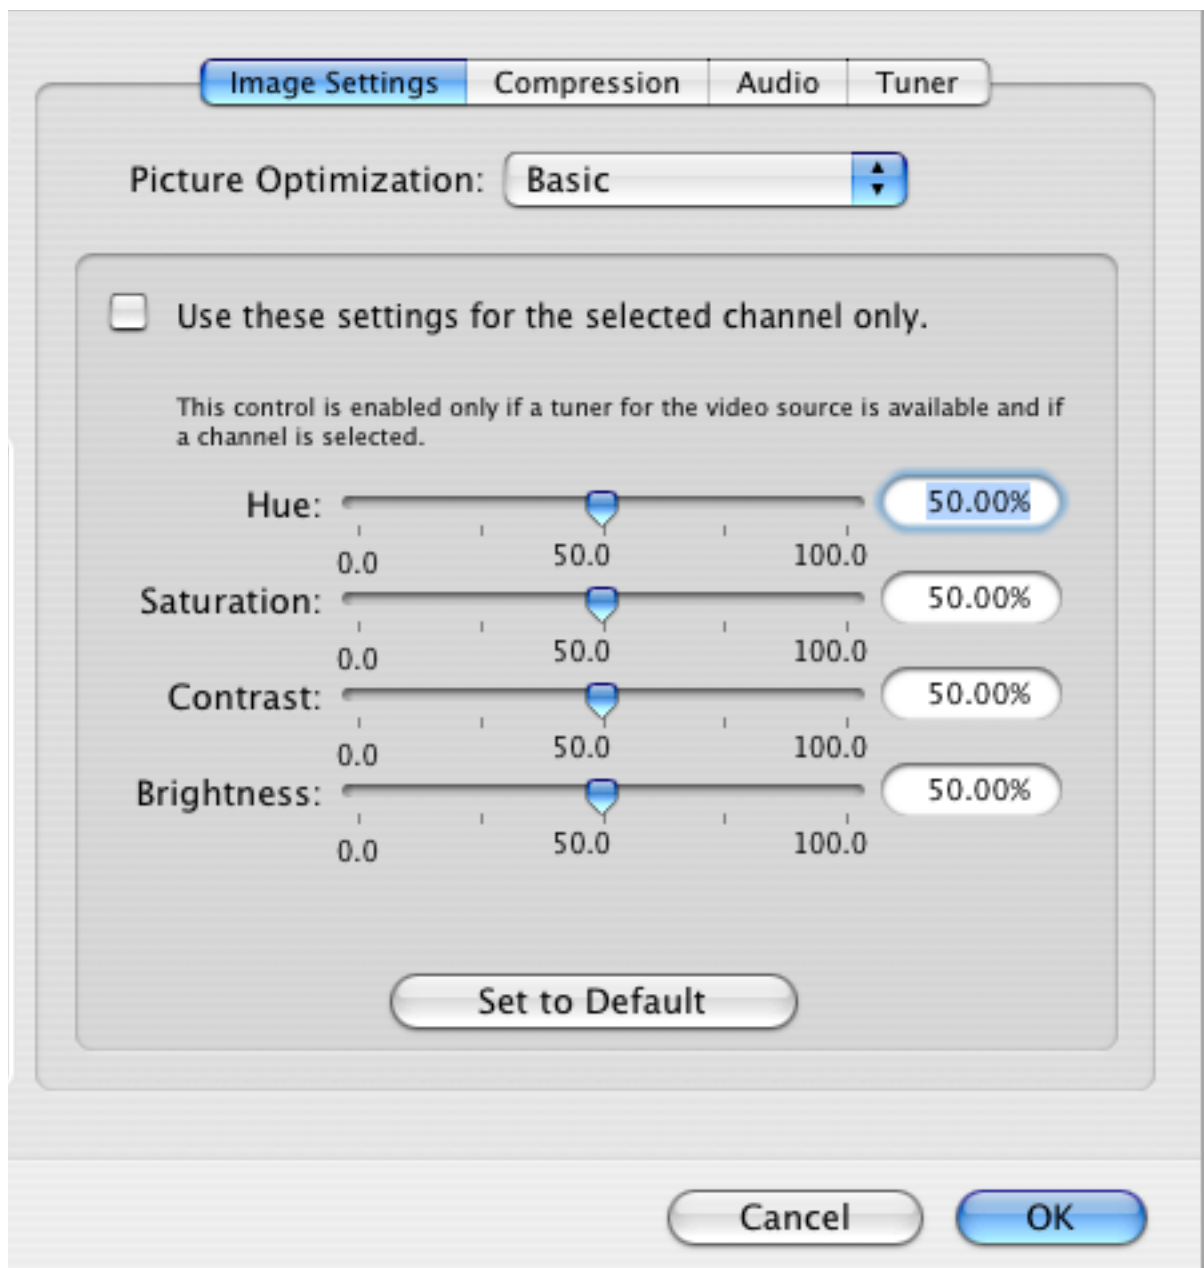 Image Settings Compression Audio Tuner
Picture Optimization: Basic
Use these settings for the selected channel only.
This control is enabled only if a tuner for the video source is available and if
a channel is selected.
Hue: 50.00%
0.0 50.0 100.0
Saturation: 50.00%
0.0 50.0 100.0
Contrast: 50.00%
0.0 50.0 100.0
Brightness: 50.00%
0.0 50.0 100.0
Set to Default
Cancel OK